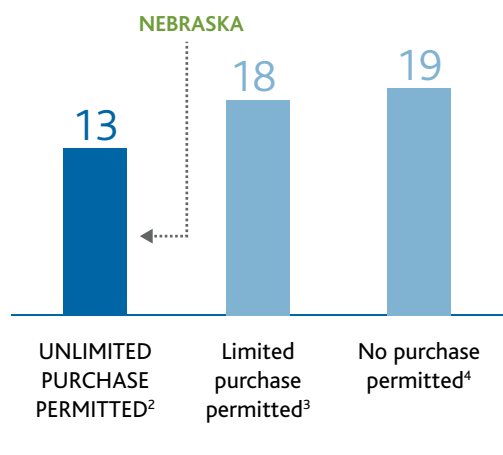 NEBRASKA
13
18
19
UNLIMITED
PURCHASE
PERMITTED²
Limited
purchase
permitted³
No purchase
permitted⁴